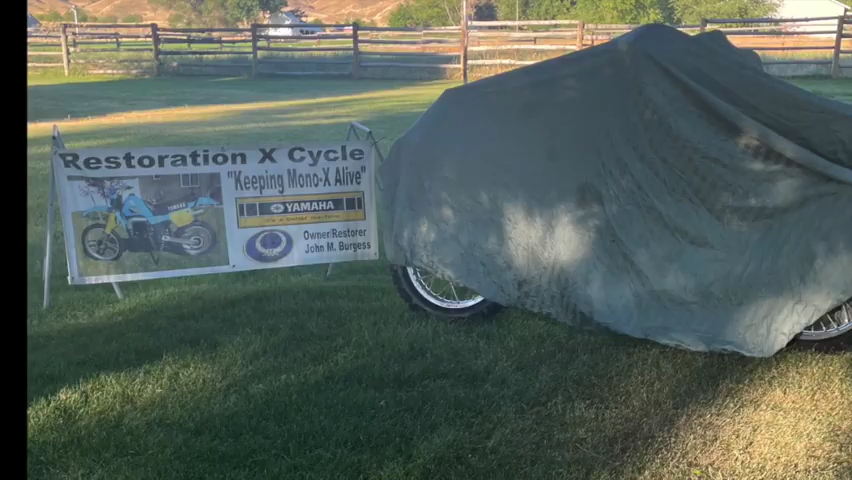 Restoration X Cycle
"Keeping Mono-X Alive"
YAMAHA
Owner/Restorer
John M. Burgess